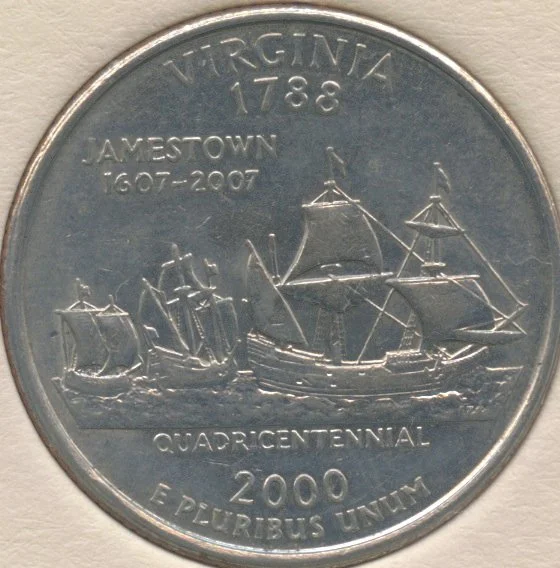 VIRGINIA
1788
JAMESTOWN
1607-2007
QUADRICENTENNIAL
2000
E PLURIBUS UNUM